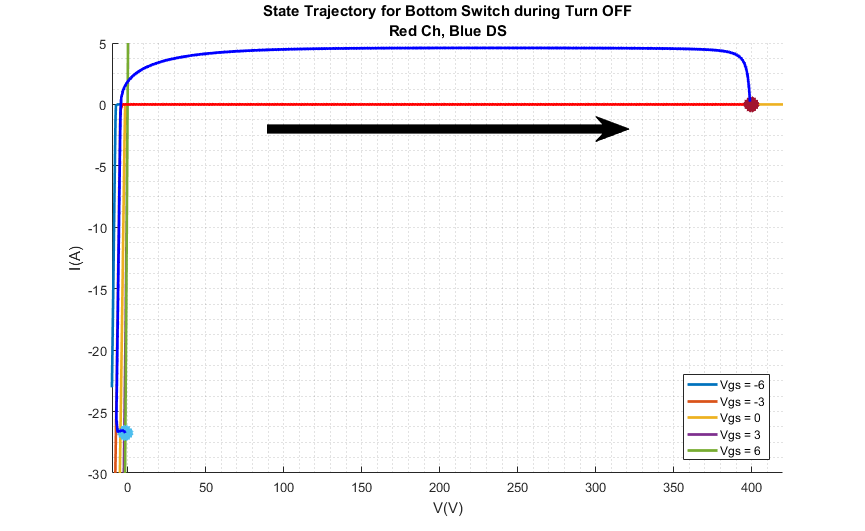 State Trajectory for Bottom Switch during Turn OFF
Red Ch, Blue DS
5
0
-5
-10
-15
-20
-25
-30
I(A)
0 50 100 150 200 250 300 350 400
V(V)
Vgs = -6
Vgs = -3
Vgs = 0
Vgs = 3
Vgs = 6